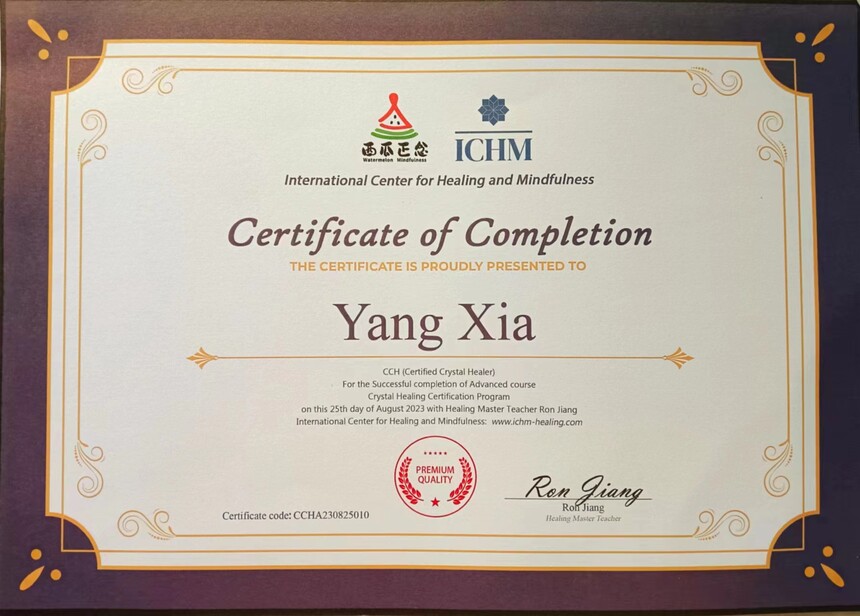 西瓜正念
Watermelon Mindfulness
ICHM
International Center for Healing and Mindfulness
Certificate of Completion
THE CERTIFICATE IS PROUDLY PRESENTED TO
Yang Xia
CCH (Certified Crystal Healer)
For the Successful completion of Advanced course
Crystal Healing Certification Program
on this 25th day of August 2023 with Healing Master Teacher Ron Jiang
International Center for Healing and Mindfulness: www.ichm-healing.com
PREMIUM
QUALITY
Ron Jiang
Ron Jiang
Healing Master Teacher
Certificate code: CCHA230825010